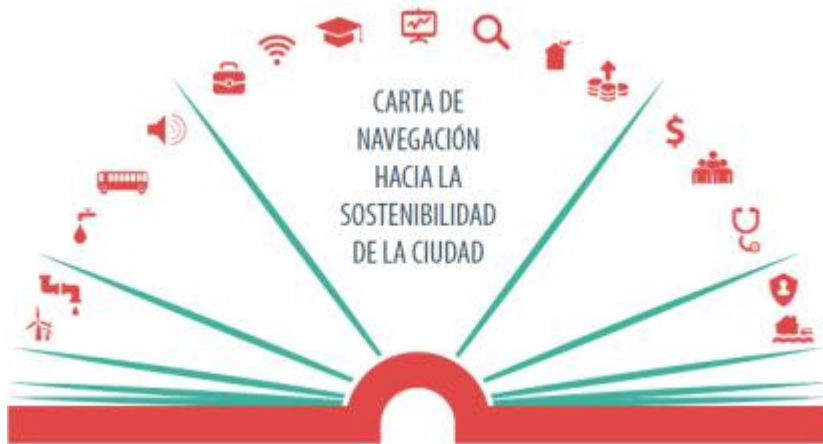 CARTA DE
NAVEGACIÓN
HACIA LA
SOSTENIBILIDAD
DE LA CIUDAD
$